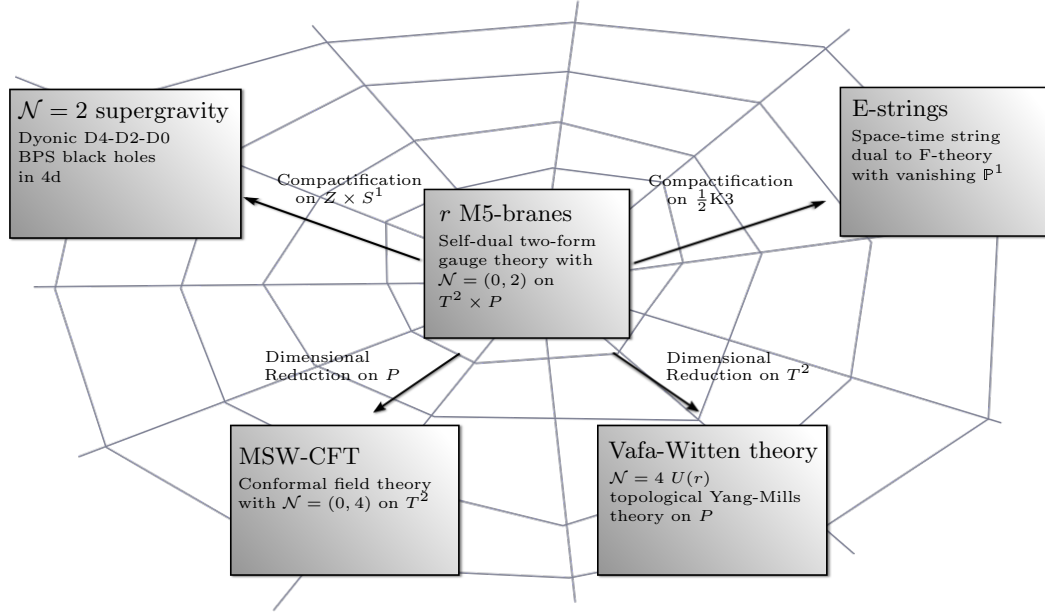 𝒩 = 2 supergravity
Dyonic D4-D2-D0
BPS black holes
in 4d
E-strings
Space-time string
dual to F-theory
with vanishing ℙ¹
Compactification
on Z × S¹
Compactification
on ½K3
r M5-branes
Self-dual two-form
gauge theory with
𝒩 = (0, 2) on
T² × P
Dimensional
Reduction on P
Dimensional
Reduction on T²
MSW-CFT
Conformal field theory
with 𝒩 = (0, 4) on T²
Vafa-Witten theory
𝒩 = 4 U(r)
topological Yang-Mills
theory on P